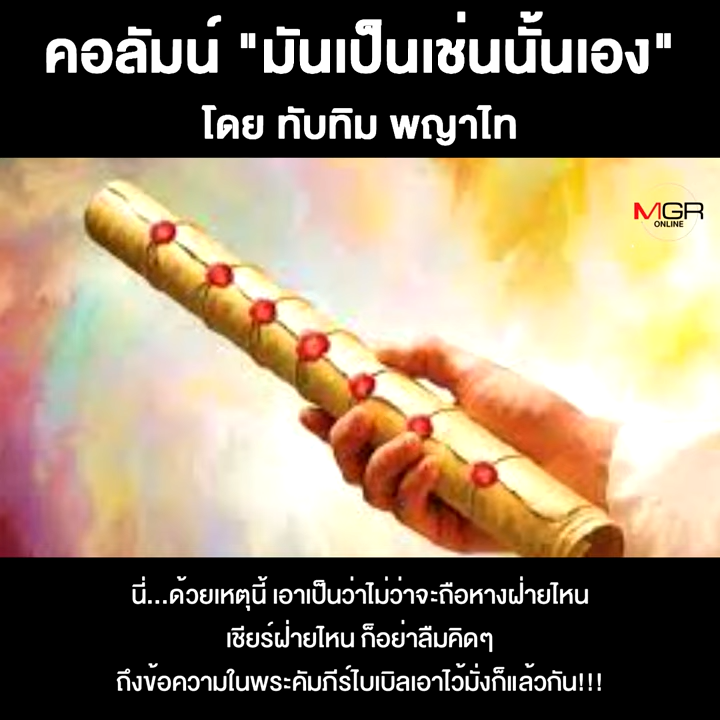 คอลัมน์ "มันเป็นเช่นนั้นเอง"
โดย ทับทิม พญาไท
MGR
ONLINE
นี่...ด้วยเหตุนี้ เอาเป็นว่าไม่ว่าจะถือหางฝ่ายไหน
เชียร์ฝ่ายไหน ก็อย่าลืมคิดๆ
ถึงข้อความในพระคัมภีร์ไบเบิลเอาไว้มั่งก็แล้วกัน!!!